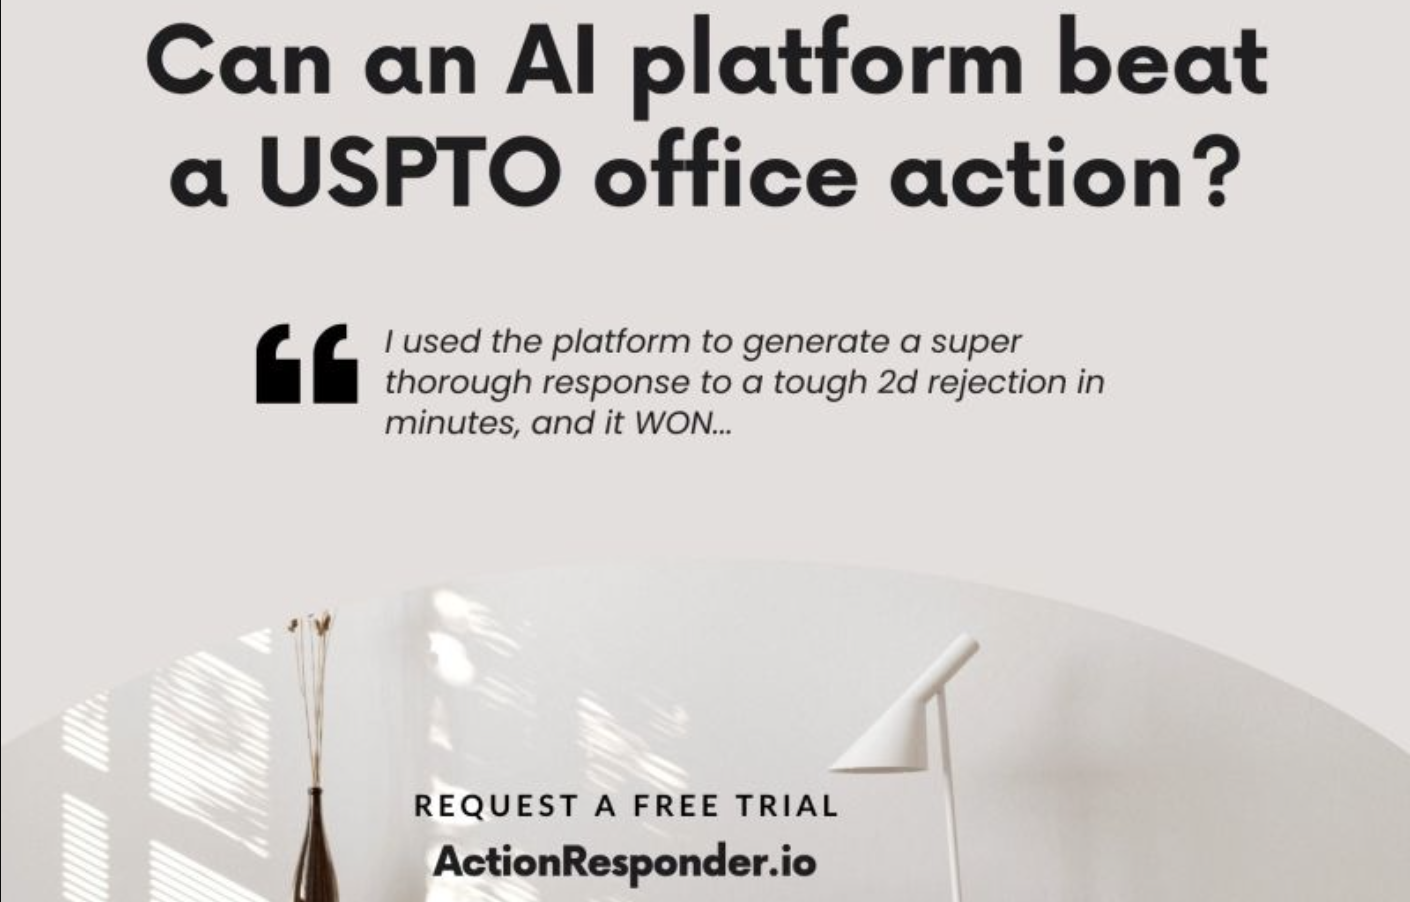 Can an AI platform beat
a USPTO office action?
I used the platform to generate a super
thorough response to a tough 2d rejection in
minutes, and it WON...
REQUEST A FREE TRIAL
ActionResponder.io